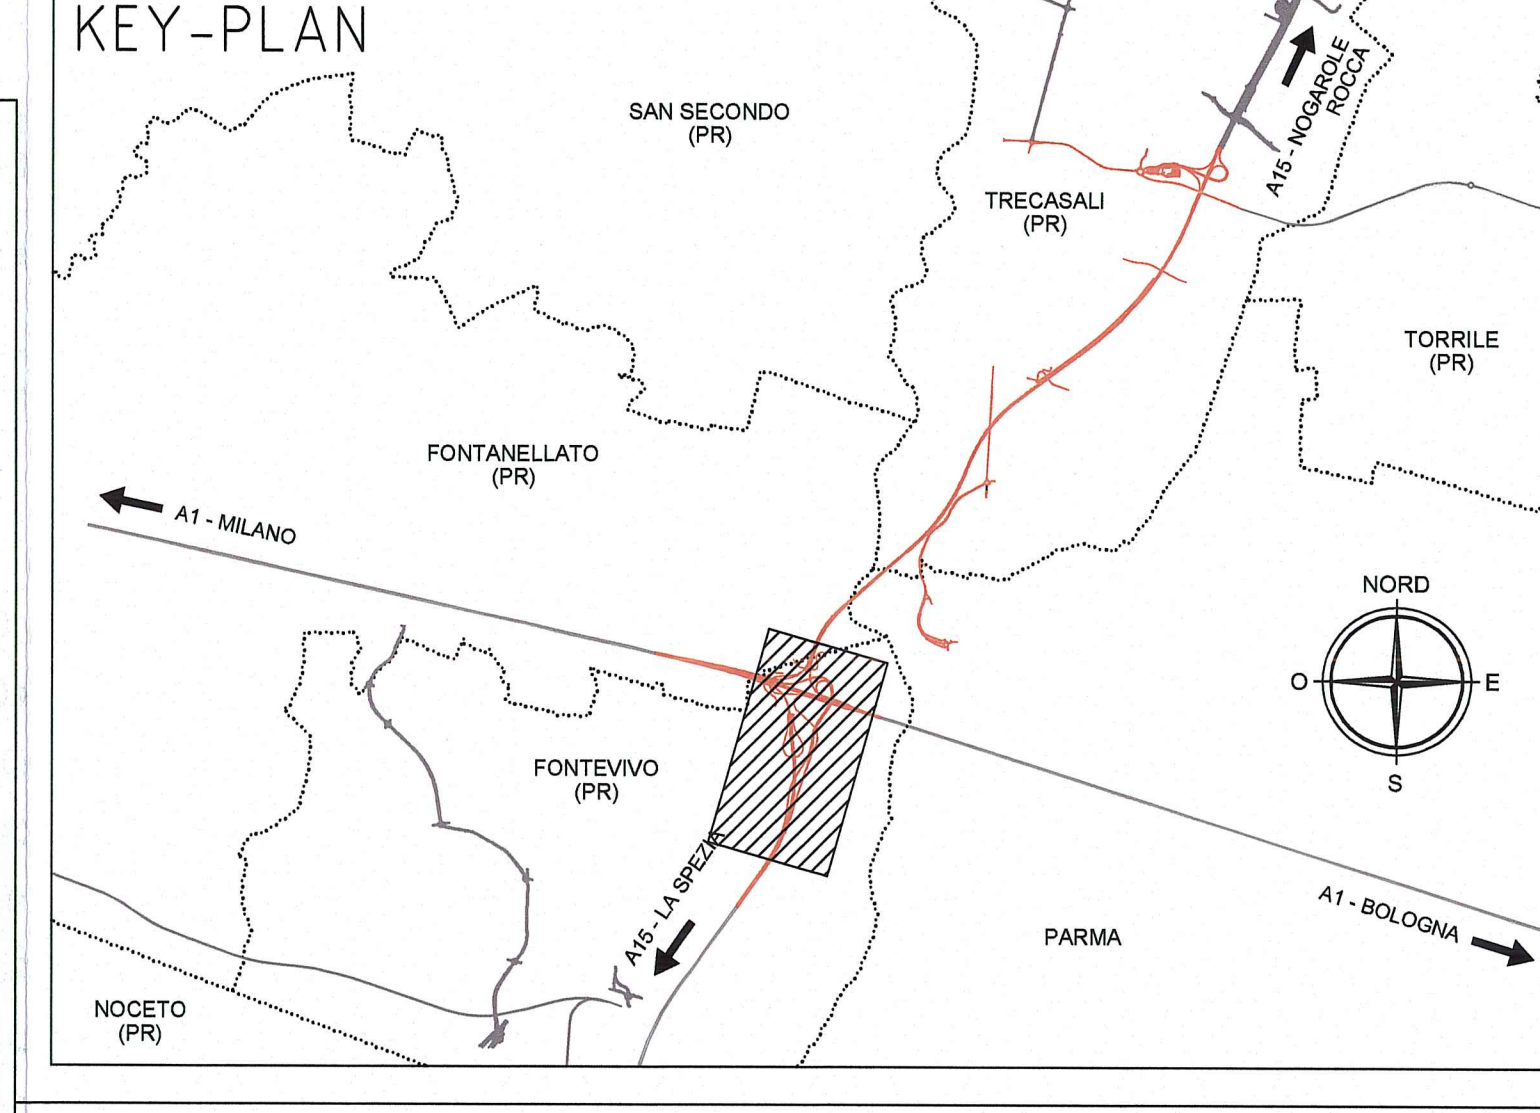 KEY-PLAN
SAN SECONDO
(PR)
A15 - NOGAROLE
ROCCA
TRECASALI
(PR)
TORRILE
(PR)
FONTANELLATO
(PR)
A1 - MILANO
NORD
O
E
S
FONTEVIVO
(PR)
A15 - LA SPEZIA
A1 - BOLOGNA
PARMA
NOCETO
(PR)